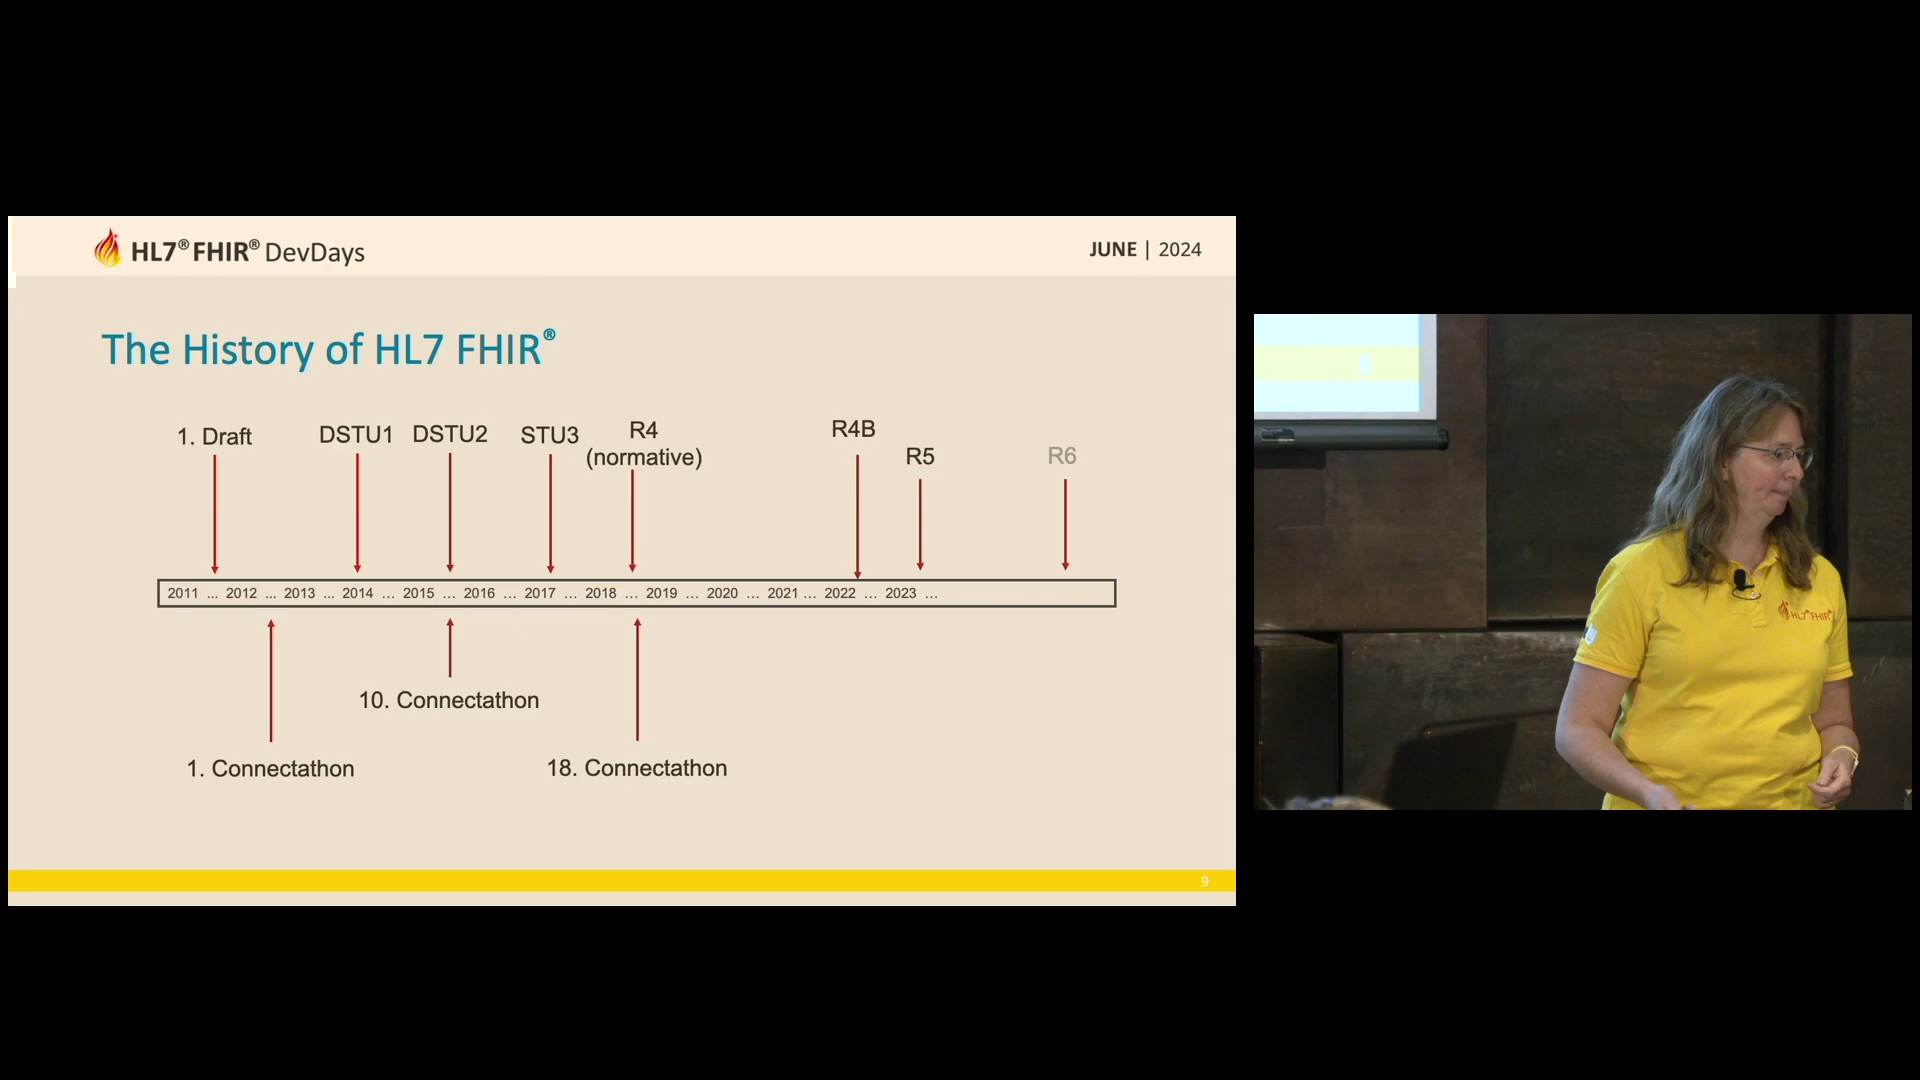 HL7® FHIR® DevDays
JUNE | 2024
The History of HL7 FHIR®
1. Draft
DSTU1
DSTU2
STU3
R4
(normative)
R4B
R5
R6
2011 ... 2012 ... 2013 ... 2014 ... 2015 ... 2016 ... 2017 ... 2018 ... 2019 ... 2020 ... 2021 ... 2022 ... 2023 ...
10. Connectathon
1. Connectathon
18. Connectathon
9
HL7® FHIR®